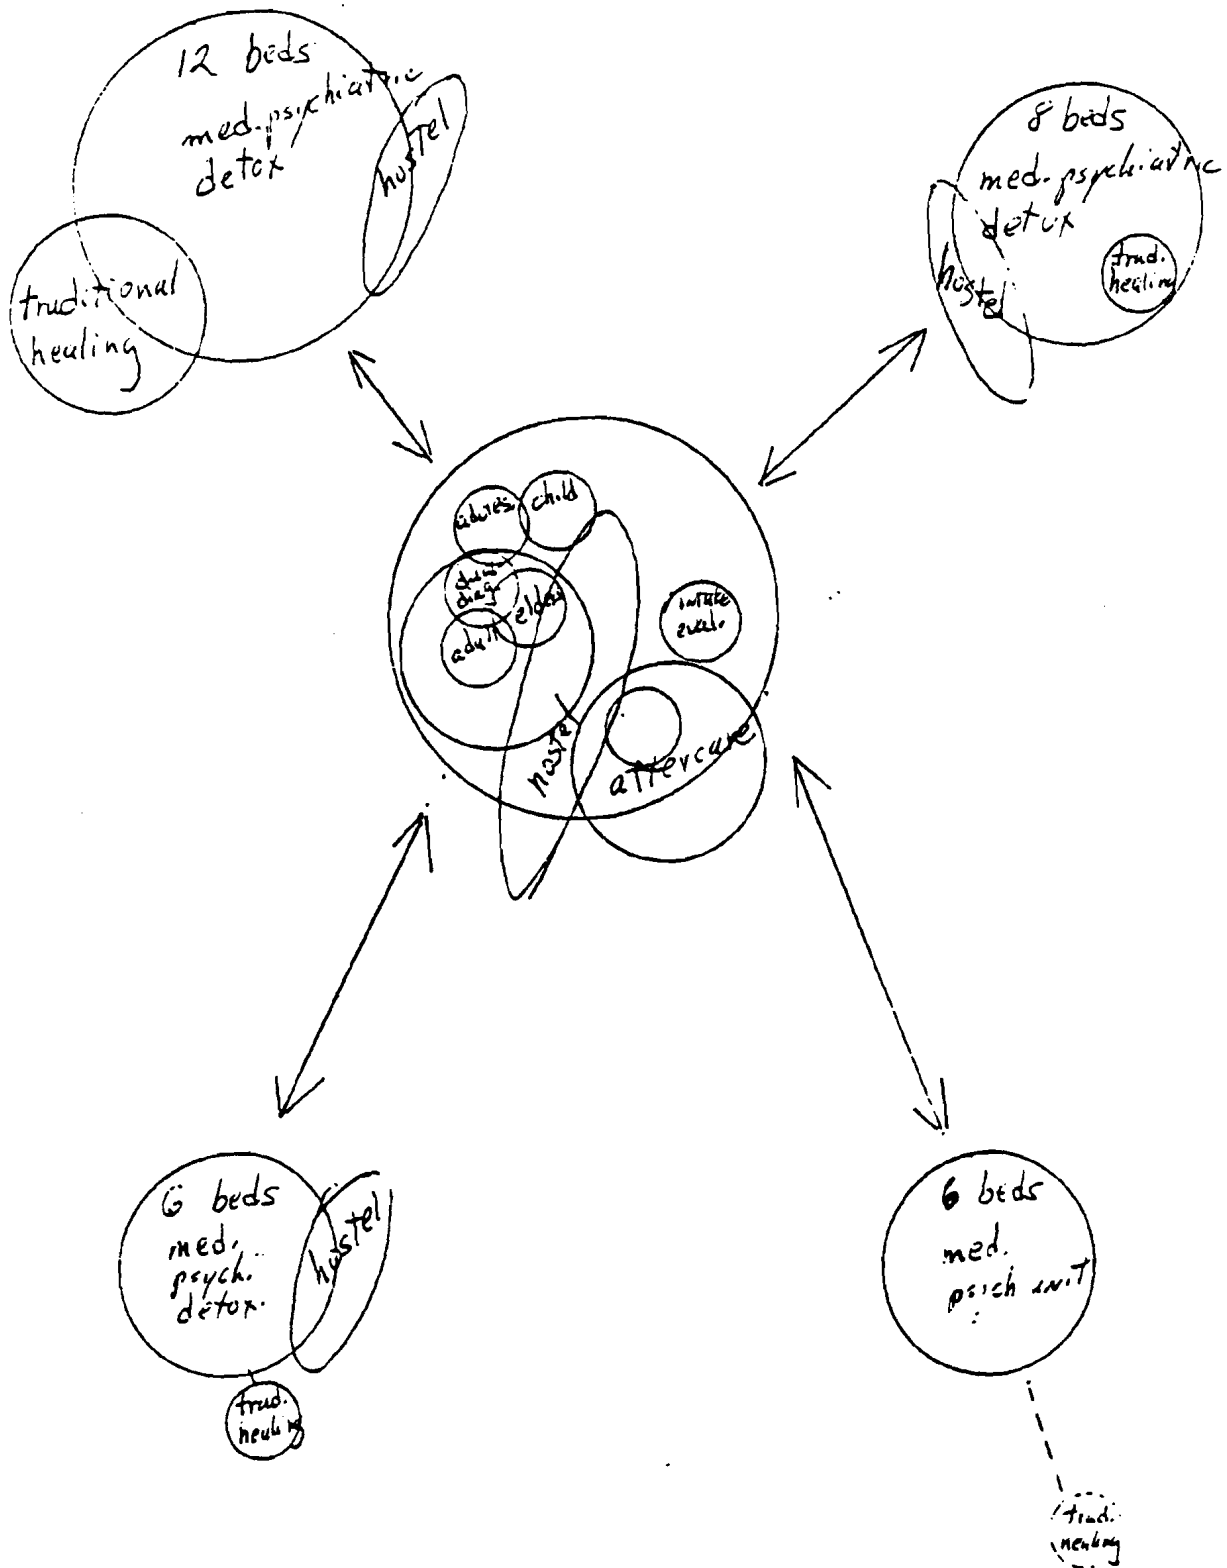 12 beds
med. psychiatric
detox
hostel
traditional
healing
8 beds
med. psychiatric
detox
hostel
trad.
healing
adoles.
child
diag.
elders
adult
intake
eval.
hostel
aftercare
6 beds
med.
psych.
detox.
hostel
trad.
healing
6 beds
med.
psych unit
trad.
healing